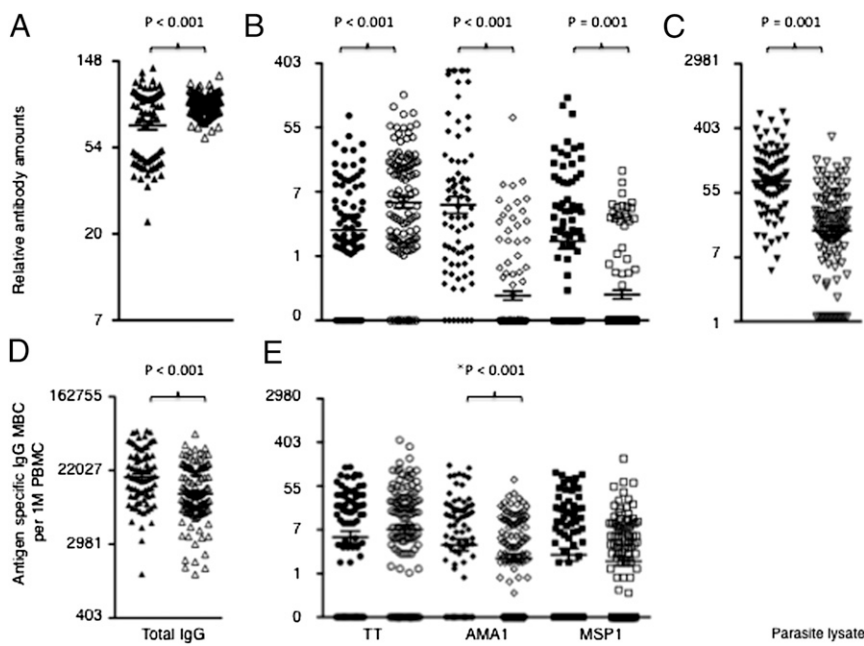 A
B
C
P < 0.001
P < 0.001
P < 0.001
P = 0.001
P = 0.001
Relative antibody amounts
148
54
20
7
403
55
7
1
0
2981
403
55
7
1
D
E
P < 0.001
*P < 0.001
Antigen specific IgG MBC
per 1M PBMC
162755
22027
2981
403
2980
403
55
7
1
0
Total IgG
TT
AMA1
MSP1
Parasite lysate